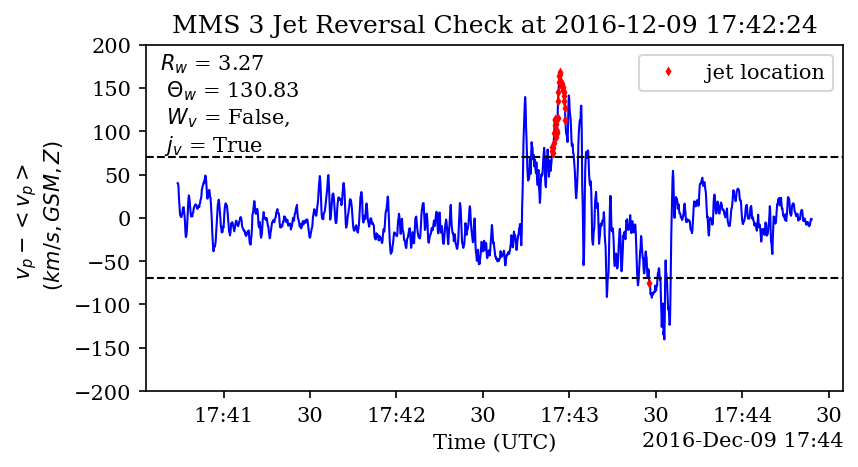 MMS 3 Jet Reversal Check at 2016-12-09 17:42:24
R_w = 3.27
Θ_w = 130.83
W_v = False,
j_v = True
jet location
200
150
100
50
0
−50
−100
−150
−200
v_p − < v_p >
(km/s, GSM, Z)
17:41 30 17:42 30 17:43 30 17:44 30
Time (UTC)
2016-Dec-09 17:44